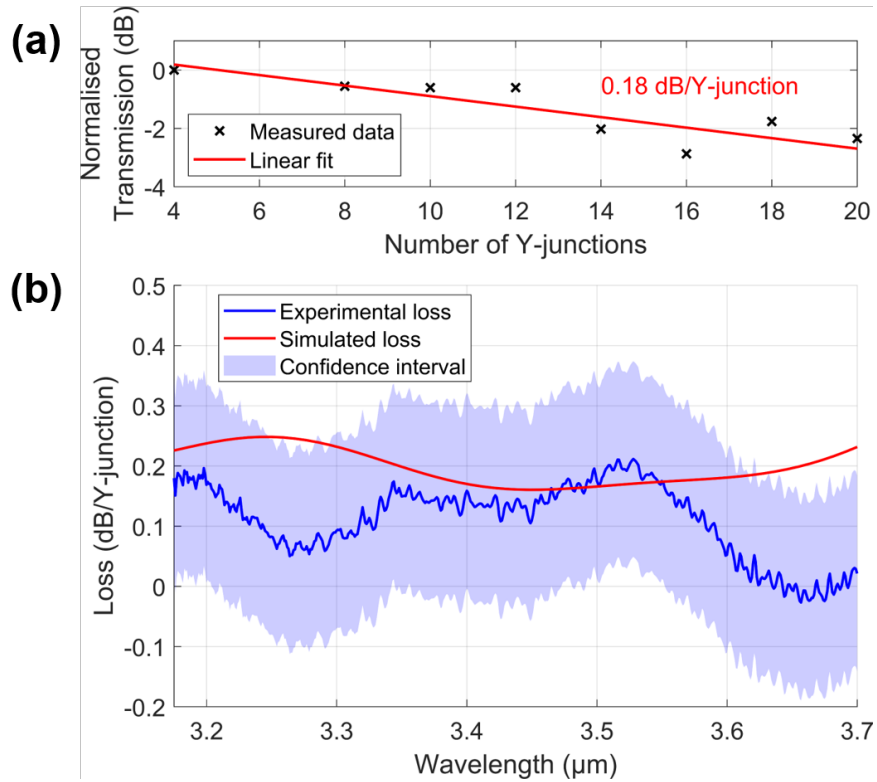 (a)
Normalised
Transmission (dB)
0
-2
-4
0.18 dB/Y-junction
Measured data
Linear fit
4
6
8
10
12
14
16
18
20
Number of Y-junctions
(b)
Loss (dB/Y-junction)
0.5
0.4
0.3
0.2
0.1
0
-0.1
-0.2
Experimental loss
Simulated loss
Confidence interval
3.2
3.3
3.4
3.5
3.6
3.7
Wavelength (μm)